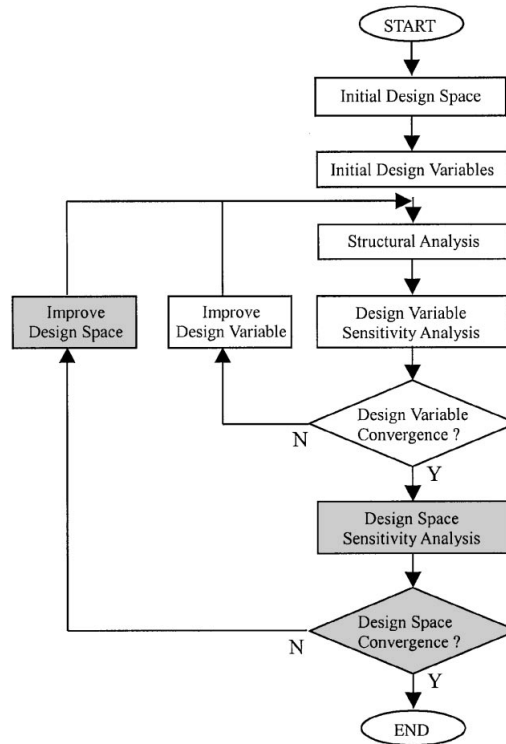 START
Initial Design Space
Initial Design Variables
Structural Analysis
Improve
Design Space
Improve
Design Variable
Design Variable
Sensitivity Analysis
Design Variable
Convergence ?
N
Y
Design Space
Sensitivity Analysis
Design Space
Convergence ?
N
Y
END